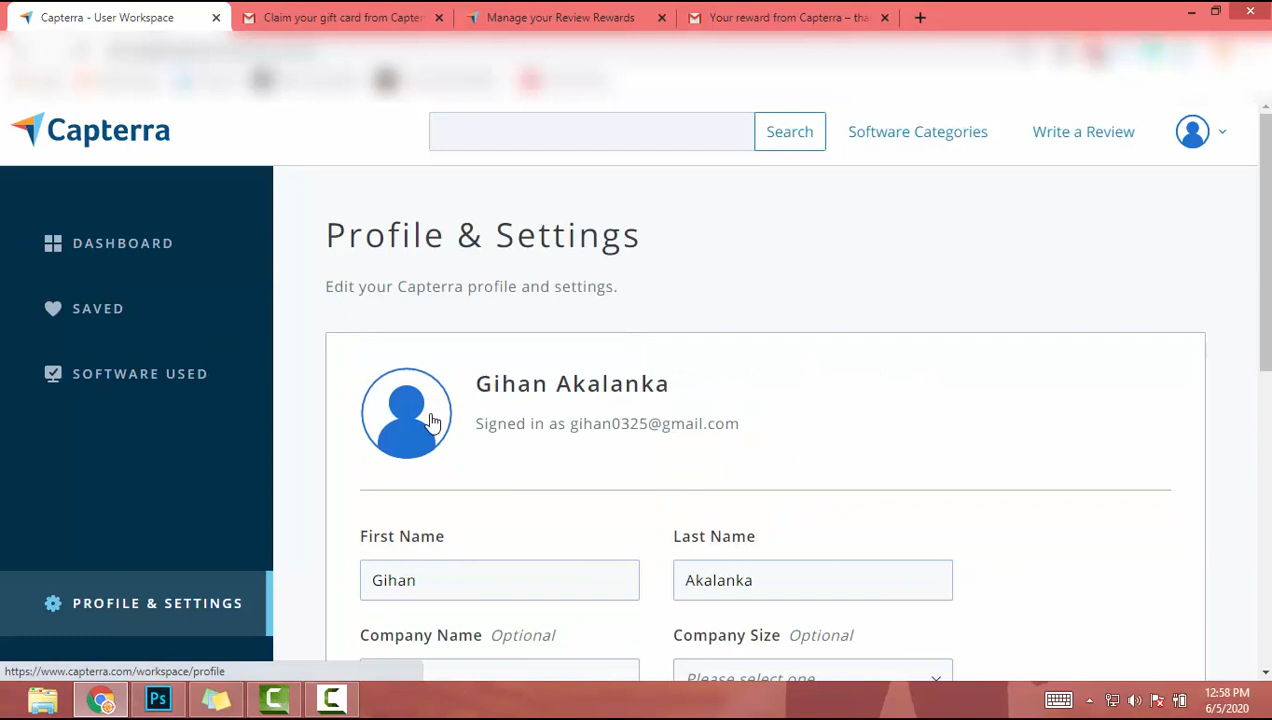 Capterra - User Workspace
Claim your gift card from Capter
Manage your Review Rewards
Your reward from Capterra – tha
Capterra
Search
Software Categories
Write a Review
DASHBOARD
SAVED
SOFTWARE USED
PROFILE & SETTINGS
Profile & Settings
Edit your Capterra profile and settings.
Gihan Akalanka
Signed in as gihan0325@gmail.com
First Name
Last Name
Gihan
Akalanka
Company Name Optional
Company Size Optional
Please select one
https://www.capterra.com/workspace/profile
Ps
12:58 PM
6/5/2020